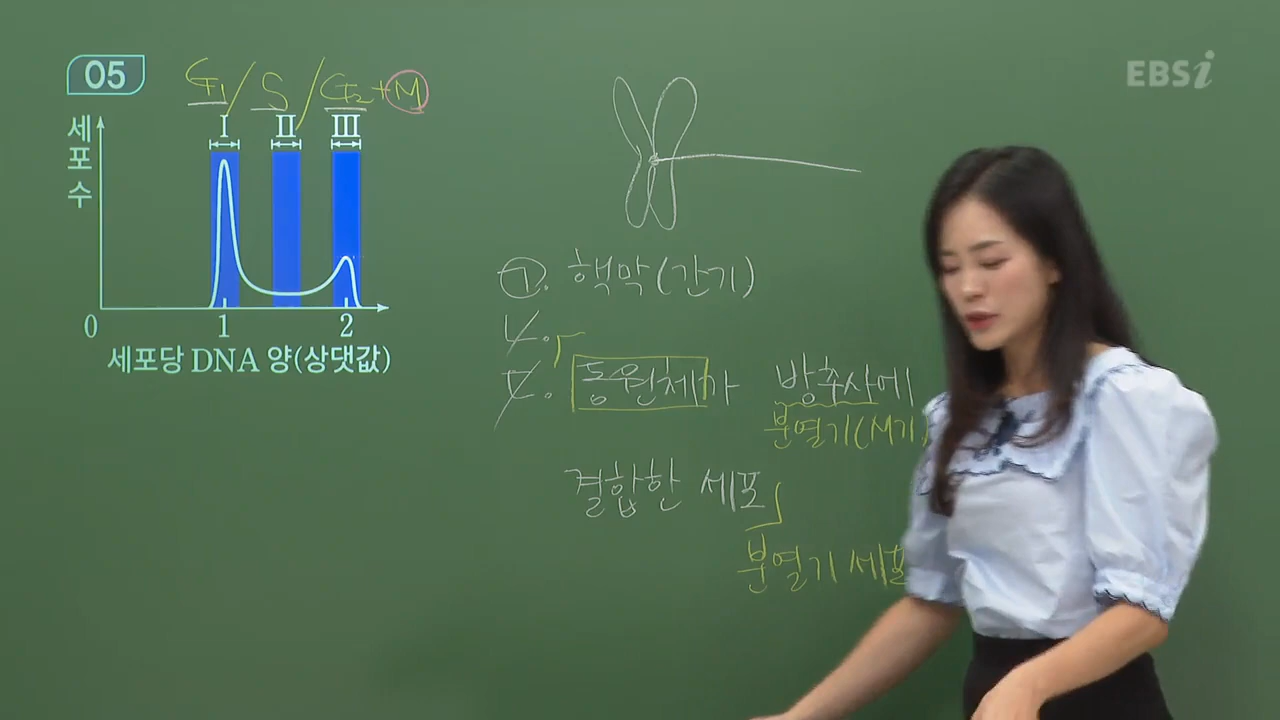 05
EBSi
G1 / S / G2 + M
I II III
세포 수
0 1 2
세포당 DNA 양(상댓값)
㉠. 핵막(간기)
ㄴ.
ㄷ. 동원체가 방추사에
분열기(M기)
결합한 세포
분열기 세포